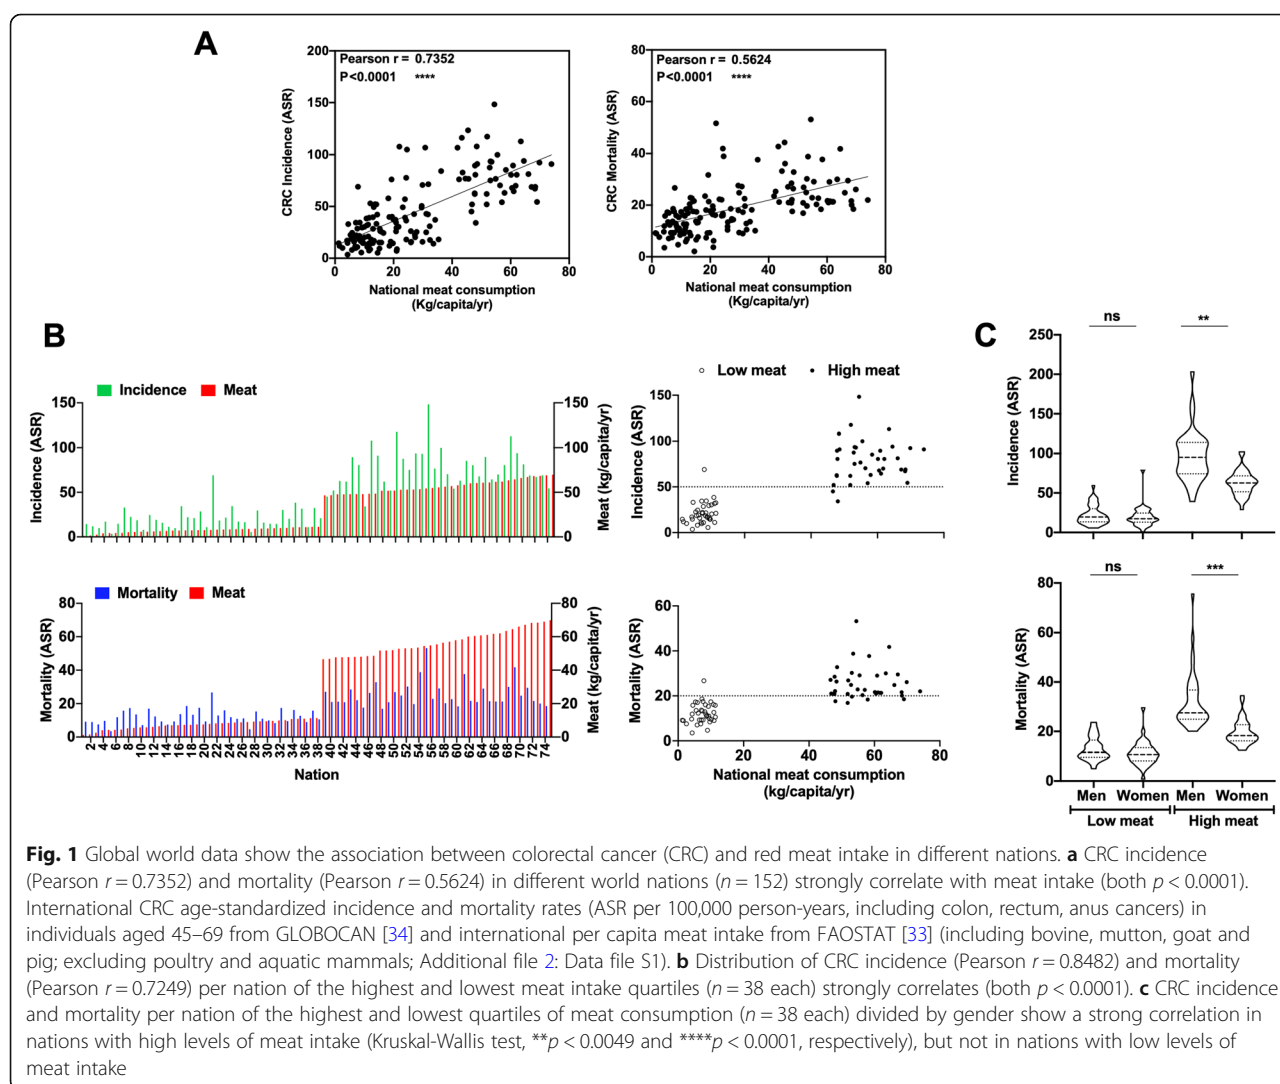 A
Pearson r = 0.7352
P<0.0001 ****
CRC Incidence (ASR)
200
150
100
50
0
0 20 40 60 80
National meat consumption
(Kg/capita/yr)
Pearson r = 0.5624
P<0.0001 ****
CRC Mortality (ASR)
80
60
40
20
0
0 20 40 60 80
National meat consumption
(Kg/capita/yr)
B
Incidence Meat
Incidence (ASR)
150
100
50
0
150
100
50
0
Meat (kg/capita/yr)
Mortality Meat
Mortality (ASR)
80
60
40
20
0
80
60
40
20
0
Meat (kg/capita/yr)
2 4 6 8 10 12 14 16 18 20 22 24 26 28 30 32 34 36 38 40 42 44 46 48 50 52 54 56 58 60 62 64 66 68 70 72 74
Nation
Low meat High meat
Incidence (ASR)
150
100
50
0
Mortality (ASR)
60
40
20
0
0 20 40 60 80
National meat consumption
(kg/capita/yr)
C
ns **
Incidence (ASR)
250
200
150
100
50
0
ns ***
Mortality (ASR)
80
60
40
20
0
Men Women Men Women
Low meat High meat
Fig. 1 Global world data show the association between colorectal cancer (CRC) and red meat intake in different nations. a CRC incidence
(Pearson r = 0.7352) and mortality (Pearson r = 0.5624) in different world nations (n = 152) strongly correlate with meat intake (both p < 0.0001).
International CRC age-standardized incidence and mortality rates (ASR per 100,000 person-years, including colon, rectum, anus cancers) in
individuals aged 45–69 from GLOBOCAN [34] and international per capita meat intake from FAOSTAT [33] (including bovine, mutton, goat and
pig; excluding poultry and aquatic mammals; Additional file 2: Data file S1). b Distribution of CRC incidence (Pearson r = 0.8482) and mortality
(Pearson r = 0.7249) per nation of the highest and lowest meat intake quartiles (n = 38 each) strongly correlates (both p < 0.0001). c CRC incidence
and mortality per nation of the highest and lowest quartiles of meat consumption (n = 38 each) divided by gender show a strong correlation in
nations with high levels of meat intake (Kruskal-Wallis test, **p < 0.0049 and ****p < 0.0001, respectively), but not in nations with low levels of
meat intake